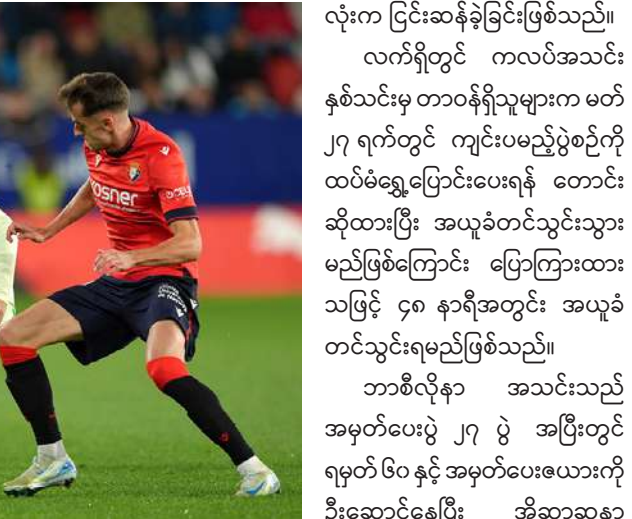 လုံးက ငြင်းဆန်ခဲ့ခြင်းဖြစ်သည်။
လက်ရှိတွင် ကလပ်အသင်း
နှစ်သင်းမှ တာဝန်ရှိသူများက မတ်
၂၇ ရက်တွင် ကျင်းပမည့်ပွဲစဉ်ကို
ထပ်မံရွှေ့ပြောင်းပေးရန် တောင်း
ဆိုထားပြီး အယူခံတင်သွင်းသွား
မည်ဖြစ်ကြောင်း ပြောကြားထား
သဖြင့် ၄၈ နာရီအတွင်း အယူခံ
တင်သွင်းရမည်ဖြစ်သည်။
ဘာစီလိုနာ အသင်းသည်
အမှတ်ပေးပွဲ ၂၇ ပွဲ အပြီးတွင်
ရမှတ် ၆၀ နှင့် အမှတ်ပေးဇယားကို
ဦးဆောင်နေပြီး အိုဆာဆူနာ